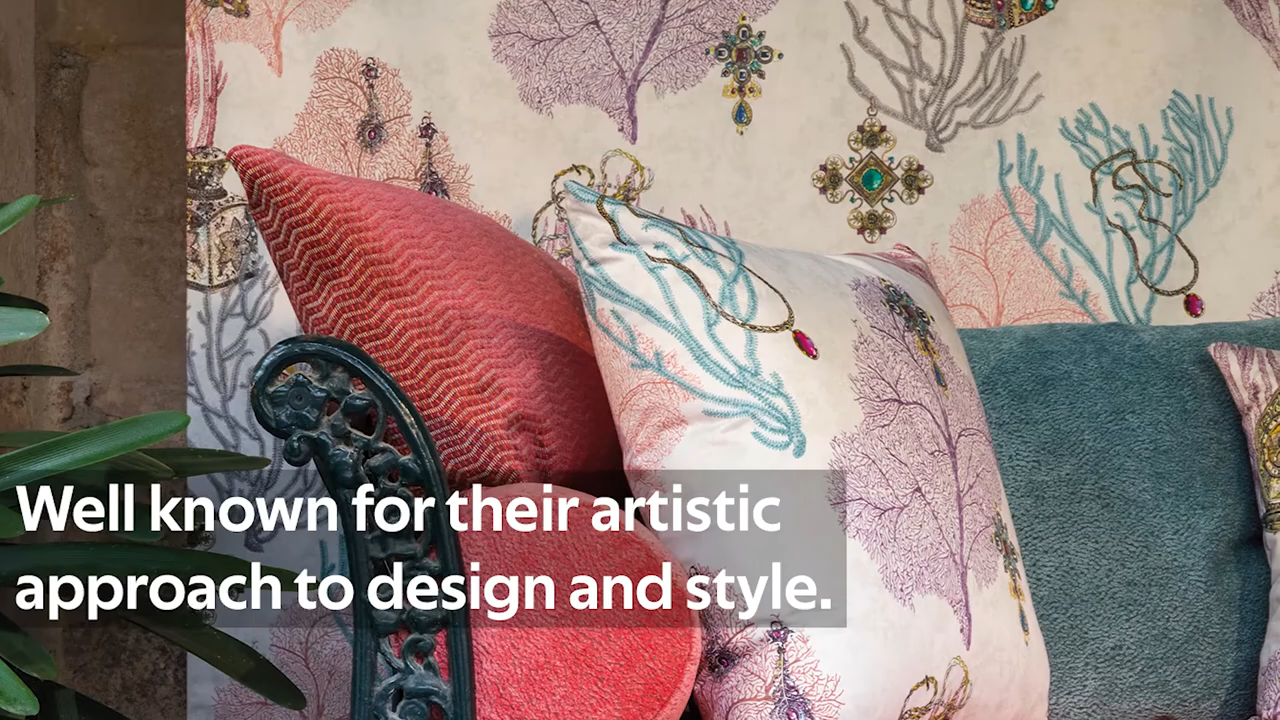 Well known for their artistic
approach to design and style.